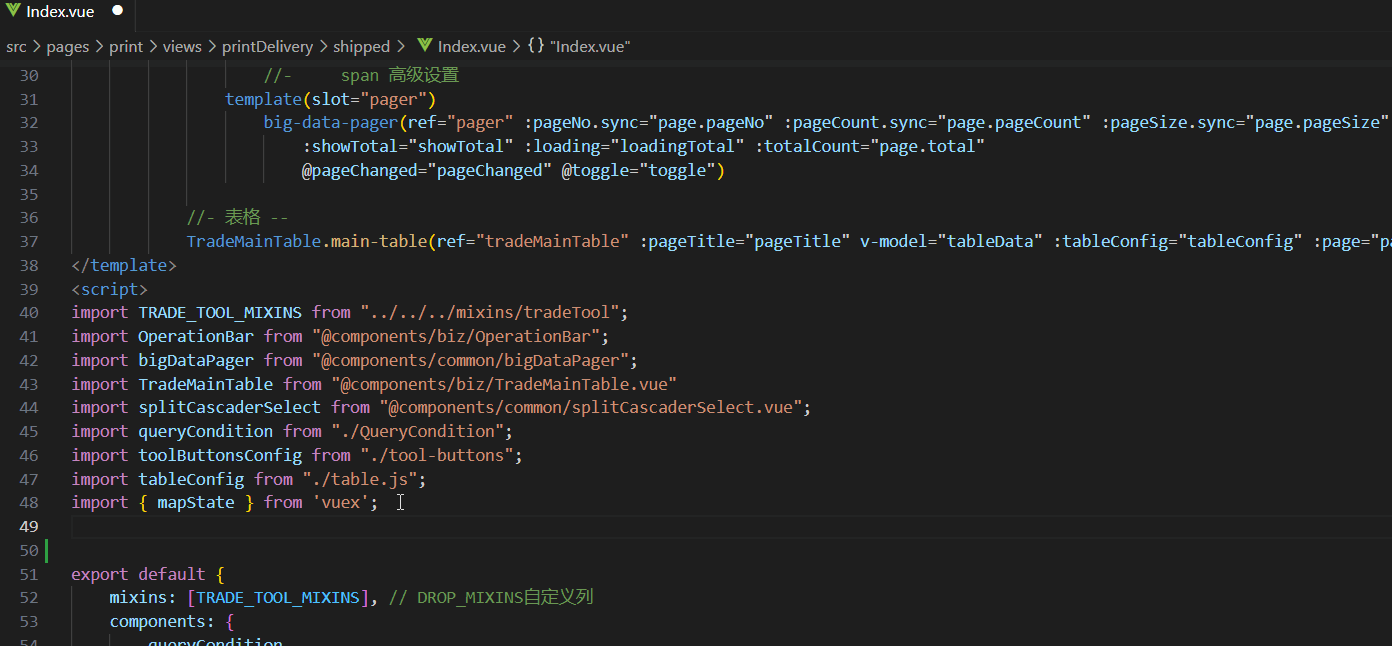 Index.vue ●
src > pages > print > views > printDelivery > shipped > Index.vue > {} "Index.vue"
30 //- span 高级设置
31 template(slot="pager")
32 big-data-pager(ref="pager" :pageNo.sync="page.pageNo" :pageCount.sync="page.pageCount" :pageSize.sync="page.pageSize"
33 :showTotal="showTotal" :loading="loadingTotal" :totalCount="page.total"
34 @pageChanged="pageChanged" @toggle="toggle")
35
36 //- 表格 --
37 TradeMainTable.main-table(ref="tradeMainTable" :pageTitle="pageTitle" v-model="tableData" :tableConfig="tableConfig" :page="pa
38 </template>
39 <script>
40 import TRADE_TOOL_MIXINS from "../../../mixins/tradeTool";
41 import OperationBar from "@components/biz/OperationBar";
42 import bigDataPager from "@components/common/bigDataPager";
43 import TradeMainTable from "@components/biz/TradeMainTable.vue"
44 import splitCascaderSelect from "@components/common/splitCascaderSelect.vue";
45 import queryCondition from "./QueryCondition";
46 import toolButtonsConfig from "./tool-buttons";
47 import tableConfig from "./table.js";
48 import { mapState } from 'vuex';
49
50
51 export default {
52 mixins: [TRADE_TOOL_MIXINS], // DROP_MIXINS自定义列
53 components: {
54 queryCondition